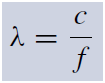 λ = c/f